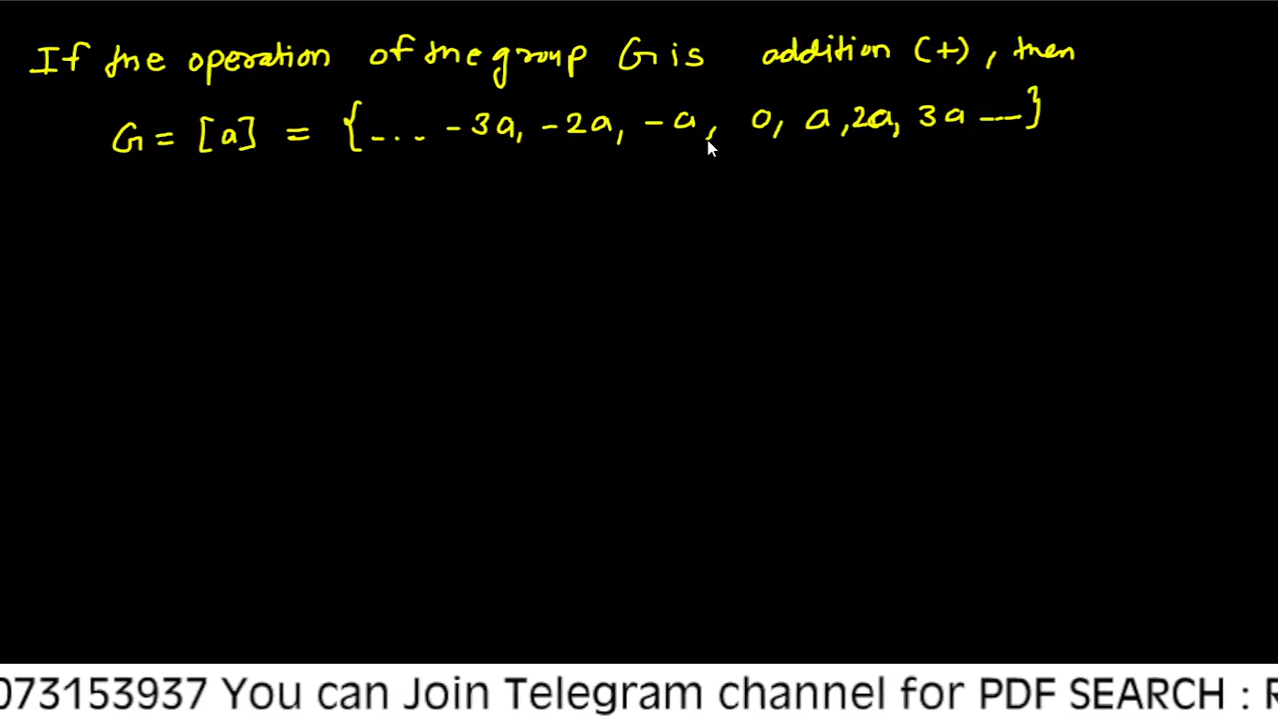 If the operation of the group G is addition (+), then
G = [a] = {... -3a, -2a, -a, 0, a, 2a, 3a ---}
073153937 You can Join Telegram channel for PDF SEARCH : R